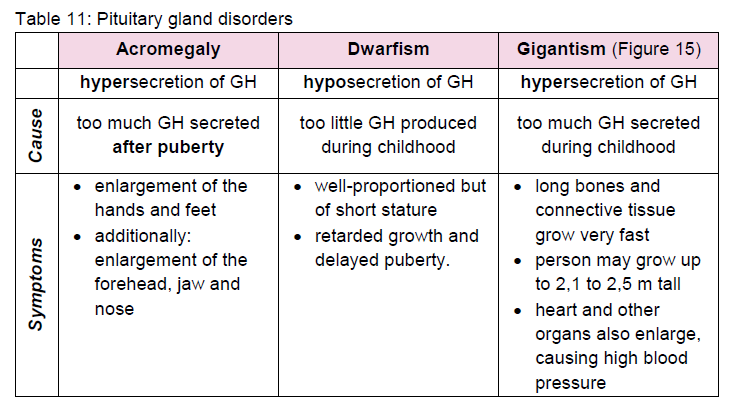 Table 11: Pituitary gland disorders
Acromegaly
Dwarfism
Gigantism (Figure 15)
hypersecretion of GH
hyposecretion of GH
hypersecretion of GH
Cause
too much GH secreted
after puberty
too little GH produced
during childhood
too much GH secreted
during childhood
Symptoms
• enlargement of the
hands and feet
• additionally:
enlargement of the
forehead, jaw and
nose
• well-proportioned but
of short stature
• retarded growth and
delayed puberty.
• long bones and
connective tissue
grow very fast
• person may grow up
to 2,1 to 2,5 m tall
• heart and other
organs also enlarge,
causing high blood
pressure